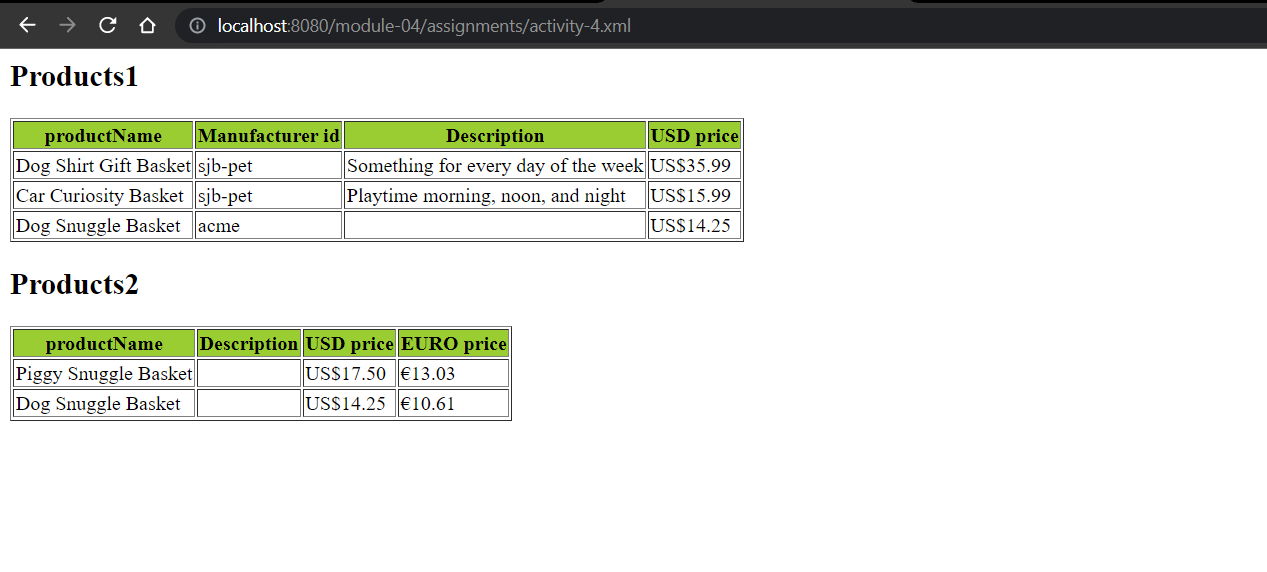 localhost:8080/module-04/assignments/activity-4.xml
Products1
productName Manufacturer id Description USD price
Dog Shirt Gift Basket sjb-pet Something for every day of the week US$35.99
Car Curiosity Basket sjb-pet Playtime morning, noon, and night US$15.99
Dog Snuggle Basket acme US$14.25
Products2
productName Description USD price EURO price
Piggy Snuggle Basket US$17.50 €13.03
Dog Snuggle Basket US$14.25 €10.61